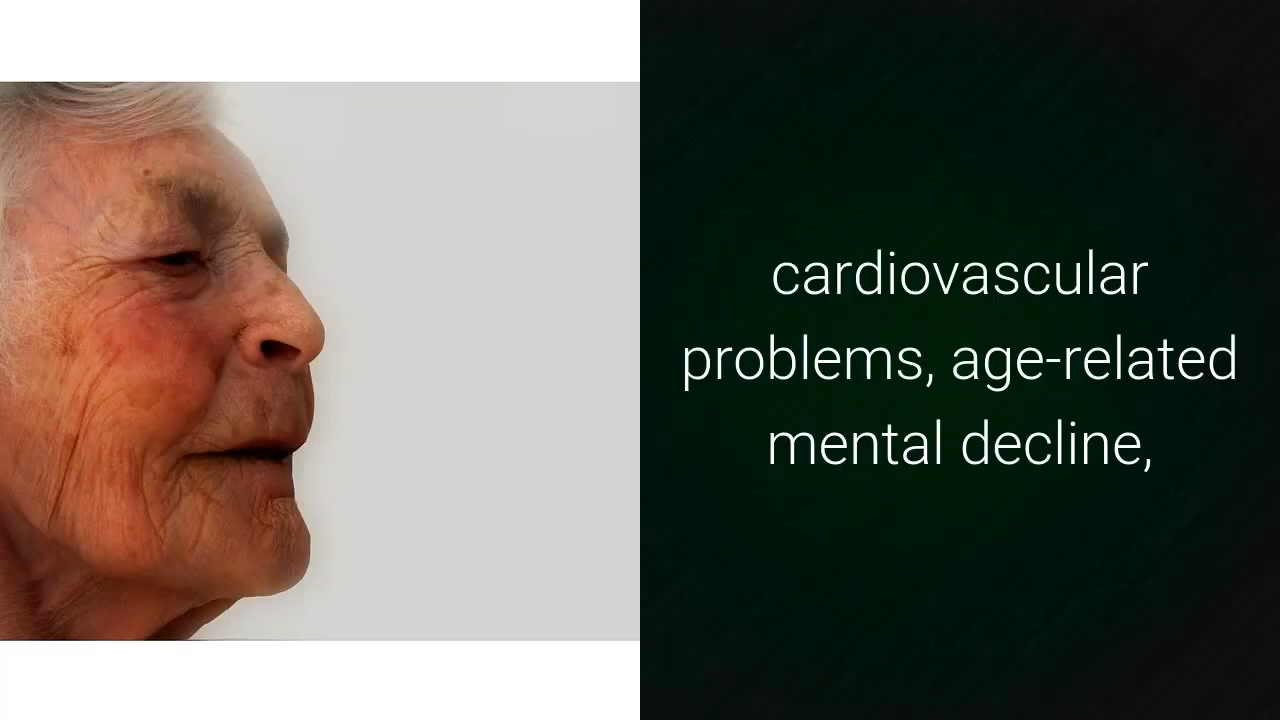 cardiovascular
problems, age-related
mental decline,